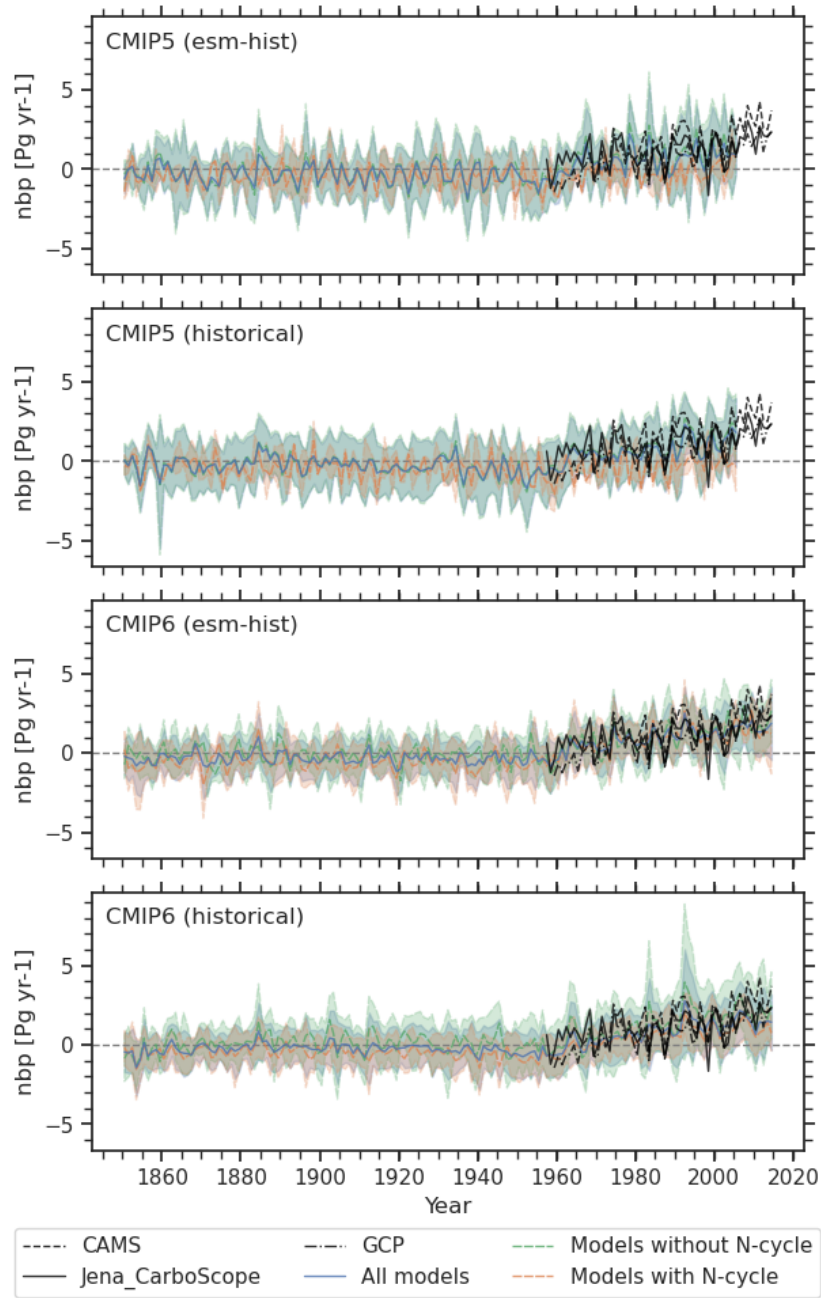 CMIP5 (esm-hist)
nbp [Pg yr-1]
5
0
−5
CMIP5 (historical)
nbp [Pg yr-1]
5
0
−5
CMIP6 (esm-hist)
nbp [Pg yr-1]
5
0
−5
CMIP6 (historical)
nbp [Pg yr-1]
5
0
−5
1860 1880 1900 1920 1940 1960 1980 2000 2020
Year
CAMS GCP Models without N-cycle
Jena_CarboScope All models Models with N-cycle